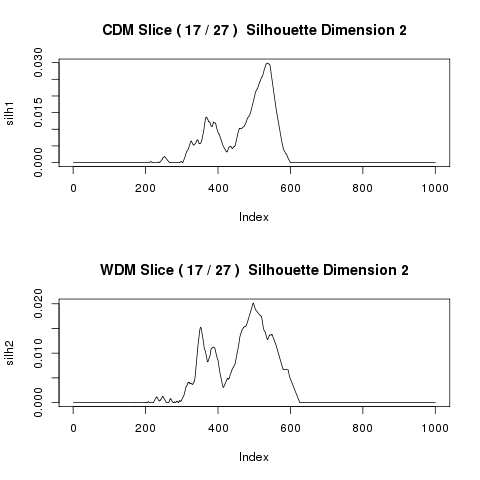 CDM Slice ( 17 / 27 )  Silhouette Dimension 2
silh1
0.030
0.015
0.000
0 200 400 600 800 1000
Index
WDM Slice ( 17 / 27 )  Silhouette Dimension 2
silh2
0.020
0.010
0.000
0 200 400 600 800 1000
Index